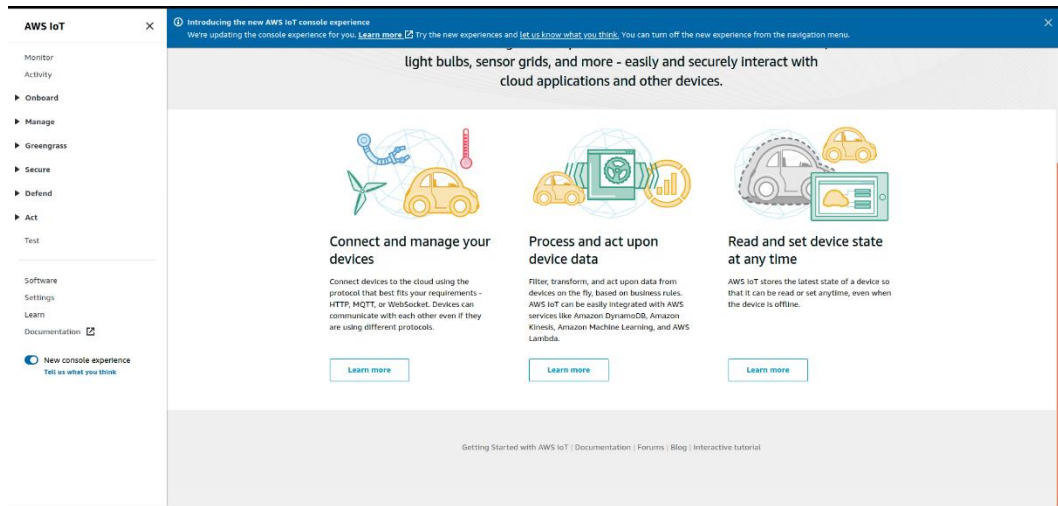 AWS IoT
Monitor
Activity
Onboard
Manage
Greengrass
Secure
Defend
Act
Test
Software
Settings
Learn
Documentation
New console experience
Tell us what you think
Introducing the new AWS IoT console experience
We're updating the console experience for you. Learn more Try the new experiences and let us know what you think. You can turn off the new experience from the navigation menu.
light bulbs, sensor grids, and more - easily and securely interact with
cloud applications and other devices.
Connect and manage your
devices
Connect devices to the cloud using the
protocol that best fits your requirements -
HTTP, MQTT, or WebSocket. Devices can
communicate with each other even if they
are using different protocols.
Learn more
Process and act upon
device data
Filter, transform, and act upon data from
devices on the fly, based on business rules.
AWS IoT can be easily integrated with AWS
services like Amazon DynamoDB, Amazon
Kinesis, Amazon Machine Learning, and AWS
Lambda.
Learn more
Read and set device state
at any time
AWS IoT stores the latest state of a device so
that it can be read or set anytime, even when
the device is offline.
Learn more
Getting Started with AWS IoT | Documentation | Forums | Blog | Interactive tutorial